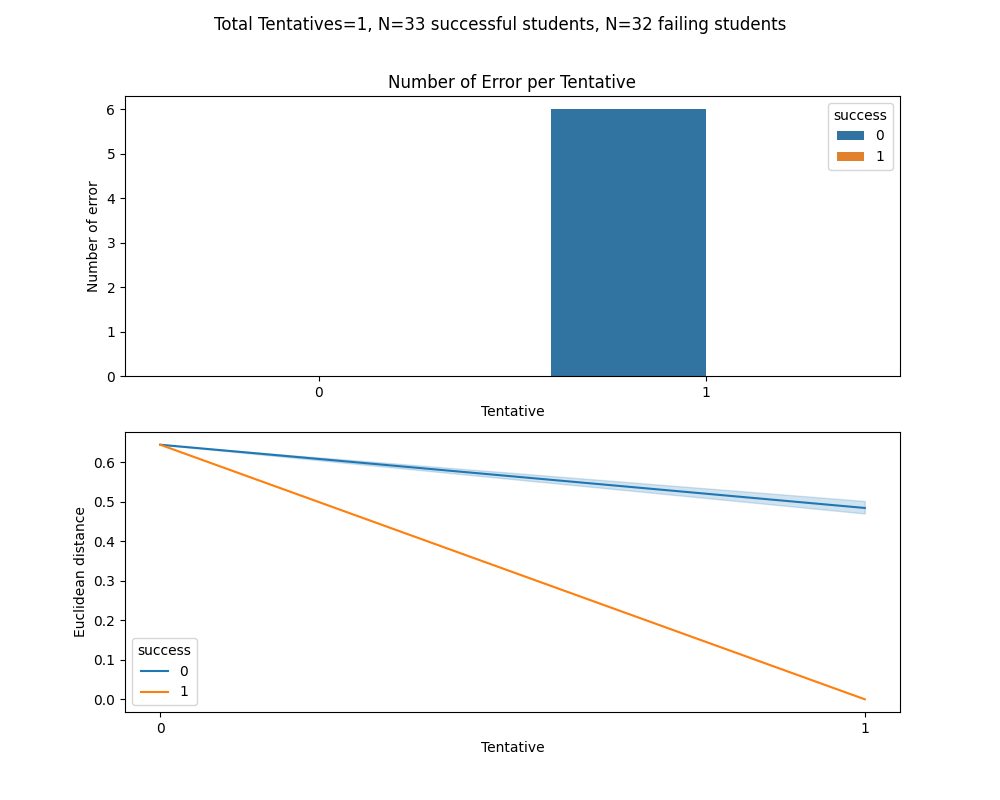 Total Tentatives=1, N=33 successful students, N=32 failing students
Number of Error per Tentative
6
5
4
3
2
1
0
Number of error
success
0
1
0
1
Tentative
0.6
0.5
0.4
0.3
0.2
0.1
0.0
Euclidean distance
success
0
1
0
1
Tentative